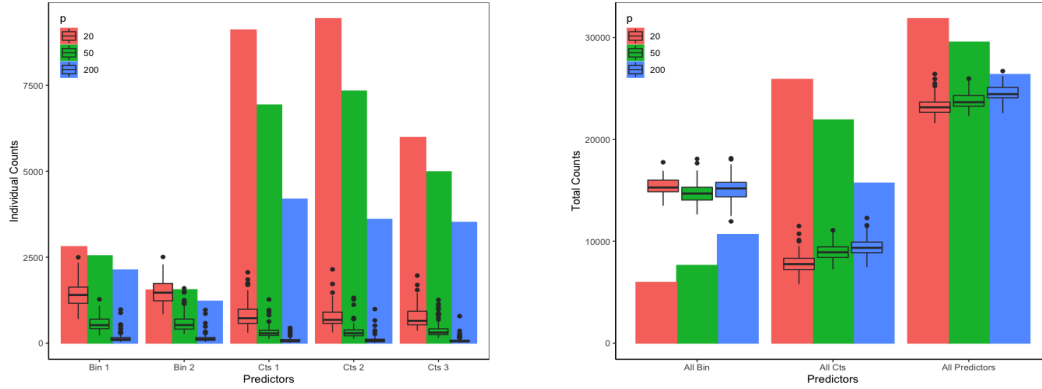 p
20
50
200
7500
5000
2500
0
Individual Counts
Bin 1 Bin 2 Cts 1 Cts 2 Cts 3
Predictors
p
20
50
200
30000
20000
10000
0
Total Counts
All Bin All Cts All Predictors
Predictors